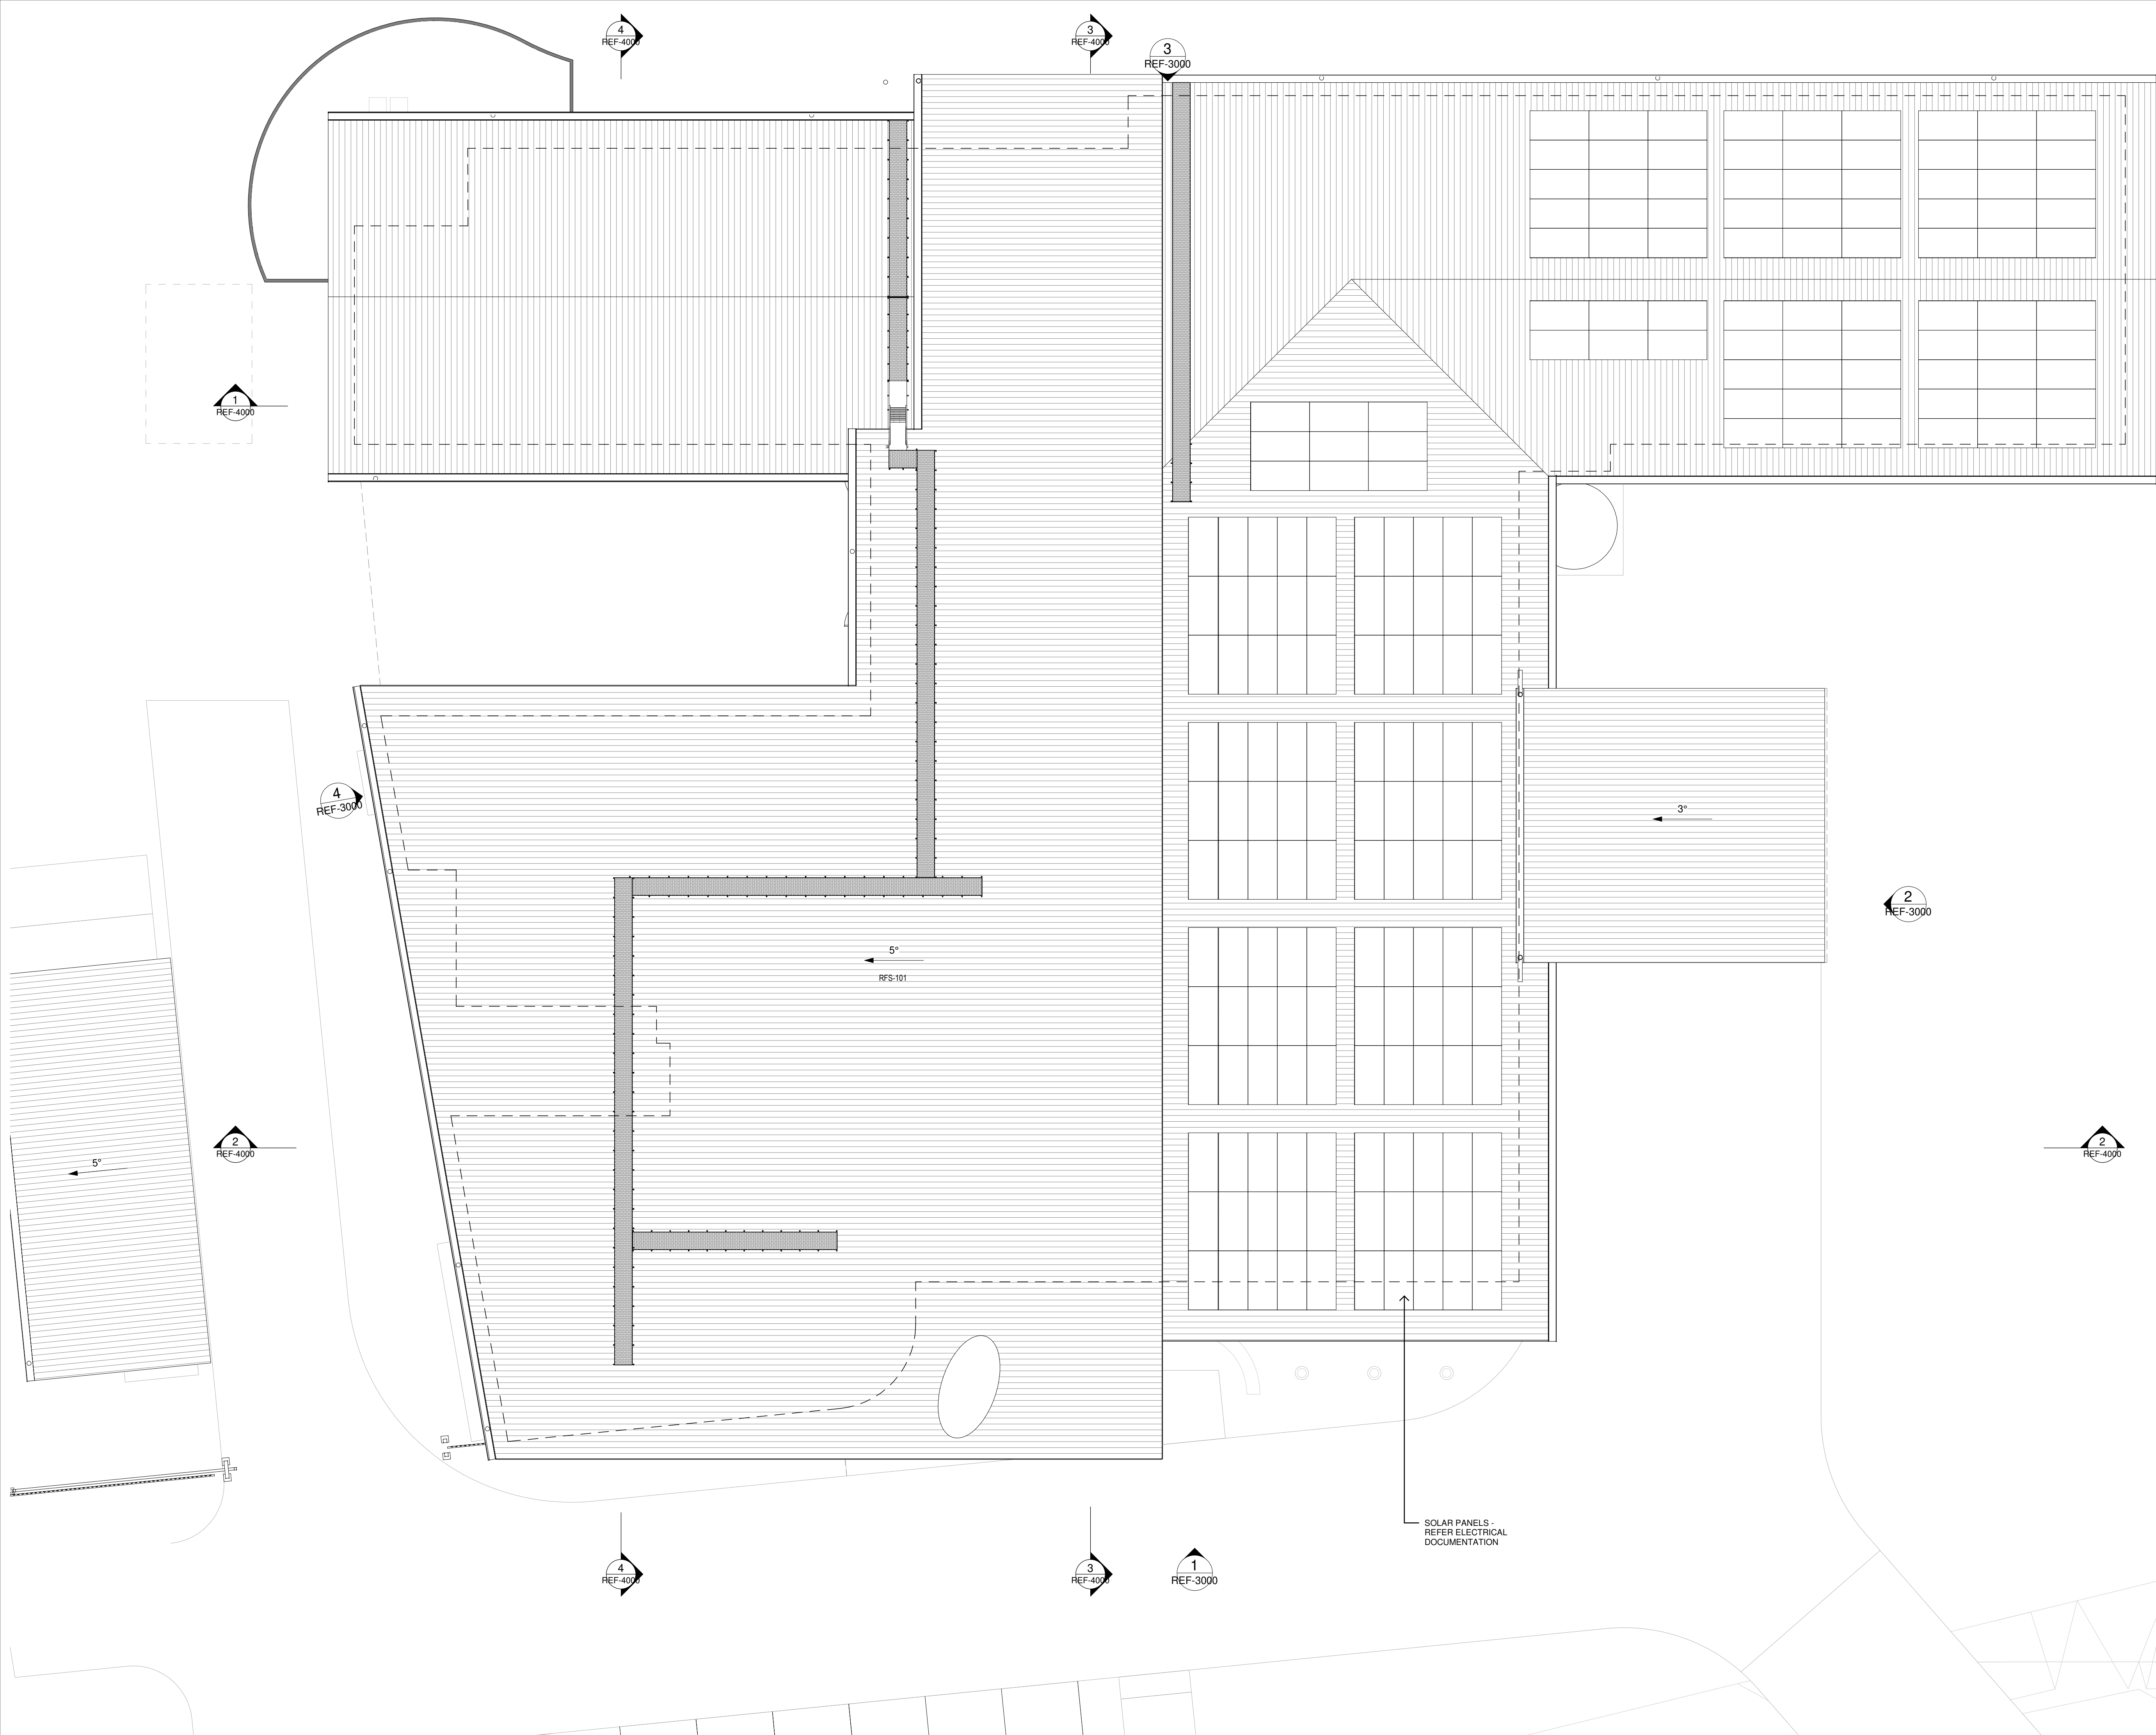 4
REF-4000
3
REF-4000
3
REF-3000
1
REF-4000
4
REF-3000
3°
2
REF-3000
5°
RFS-101
2
REF-4000
5°
2
REF-4000
SOLAR PANELS -
REFER ELECTRICAL
DOCUMENTATION
4
REF-4000
3
REF-4000
1
REF-3000